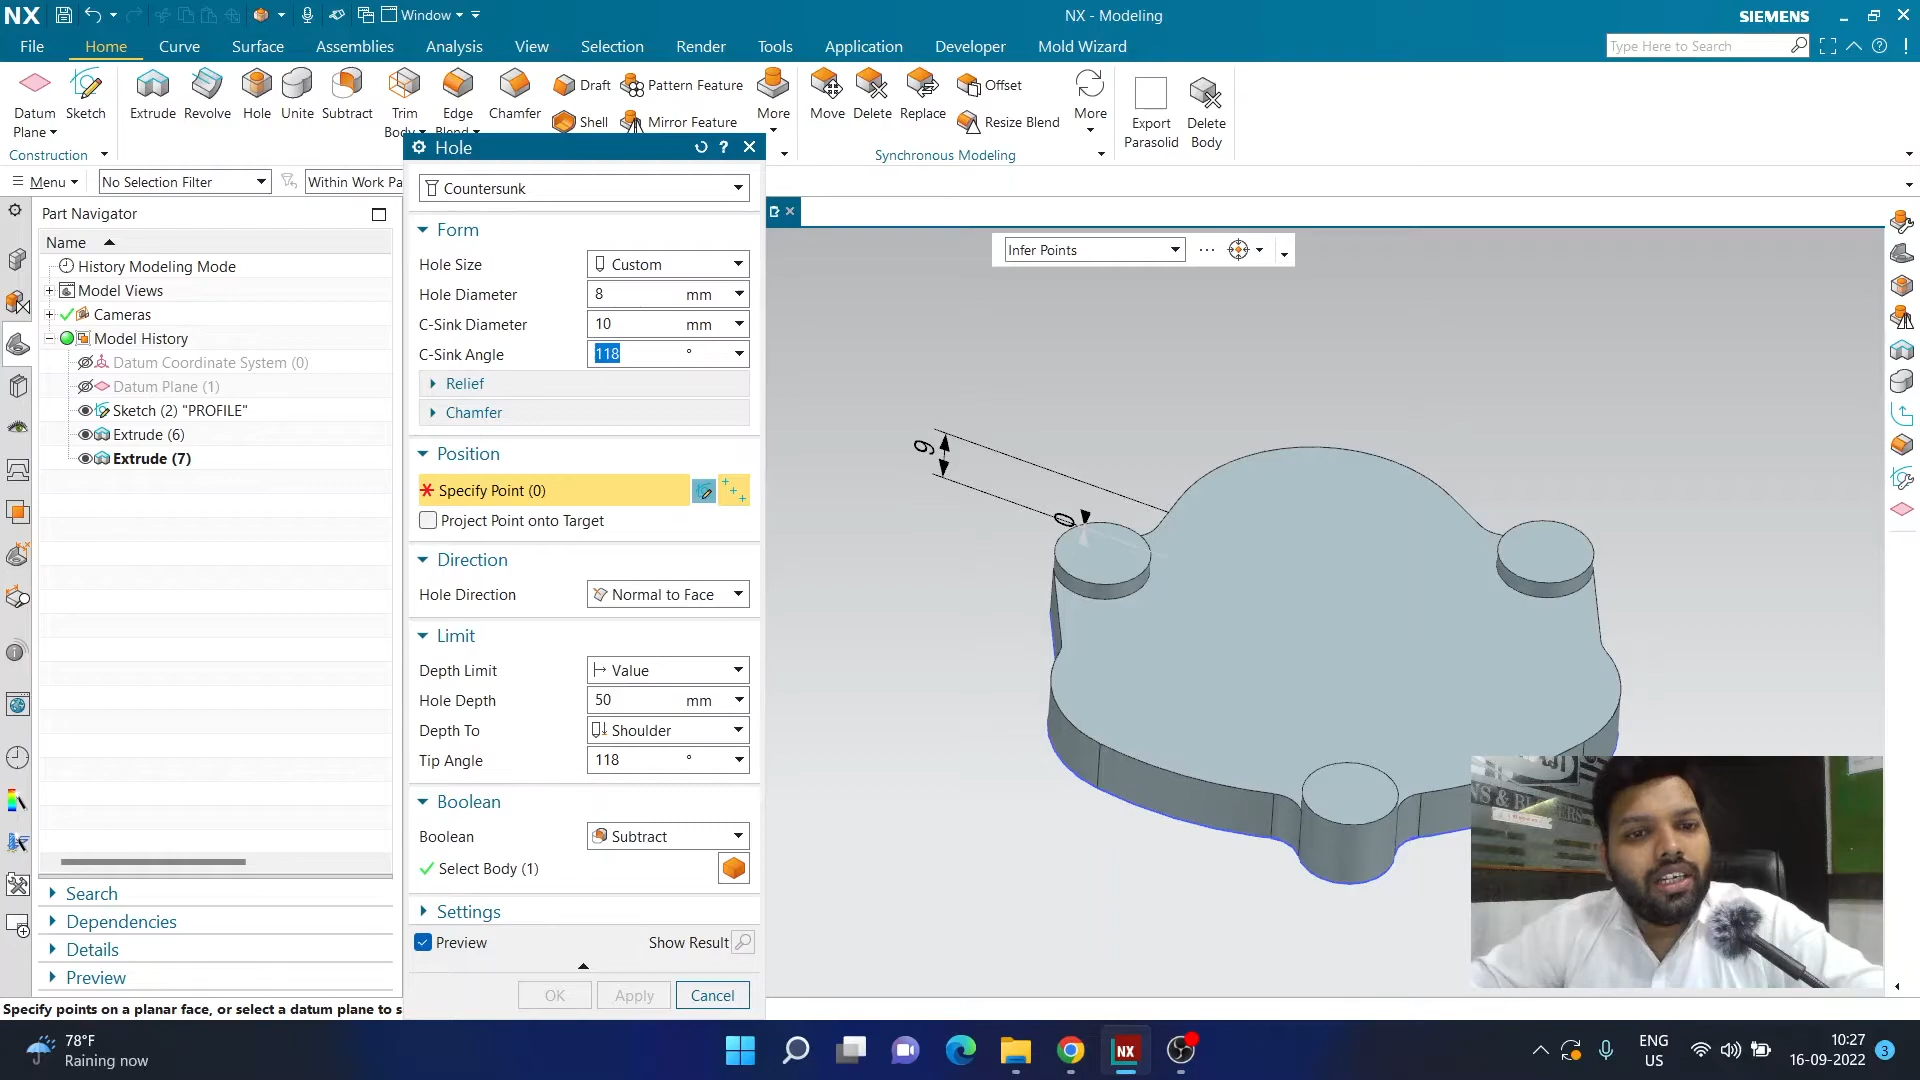 NX
Window
NX - Modeling
SIEMENS
File
Home
Curve
Surface
Assemblies
Analysis
View
Selection
Render
Tools
Application
Developer
Mold Wizard
Type Here to Search
Datum
Plane
Sketch
Extrude
Revolve
Hole
Unite
Subtract
Trim
Body
Edge
Blend
Chamfer
Draft
Shell
Pattern Feature
Mirror Feature
More
Move
Delete
Replace
Offset
Resize Blend
More
Export
Parasolid
Delete
Body
Construction
Synchronous Modeling
Menu
No Selection Filter
Within Work Pa
Part Navigator
Name
History Modeling Mode
Model Views
Cameras
Model History
Datum Coordinate System (0)
Datum Plane (1)
Sketch (2) "PROFILE"
Extrude (6)
Extrude (7)
Search
Dependencies
Details
Preview
Hole
Countersunk
Form
Hole Size Custom
Hole Diameter 8 mm
C-Sink Diameter 10 mm
C-Sink Angle 118 °
Relief
Chamfer
Position
Specify Point (0)
Project Point onto Target
Direction
Hole Direction Normal to Face
Limit
Depth Limit Value
Hole Depth 50 mm
Depth To Shoulder
Tip Angle 118 °
Boolean
Boolean Subtract
Select Body (1)
Settings
Preview Show Result
OK Apply Cancel
Infer Points
9
0
NS & B
Specify points on a planar face, or select a datum plane to s
78°F
Raining now
NX
ENG
US
10:27
16-09-2022
3